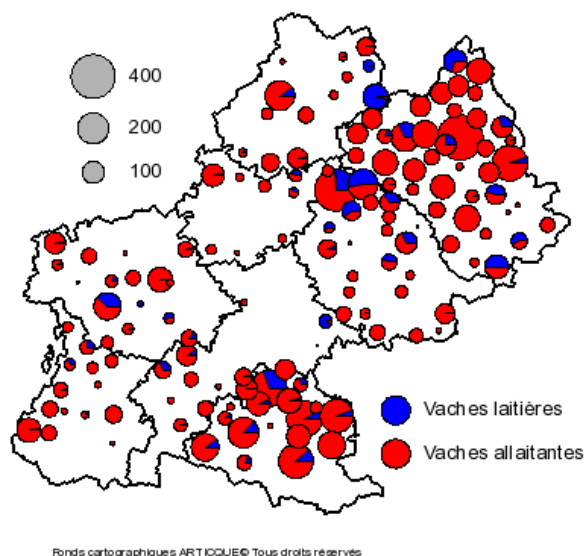 400
200
100
Vaches laitières
Vaches allaitantes
Fonds cartographiques ARTICQUE© Tous droits réservés